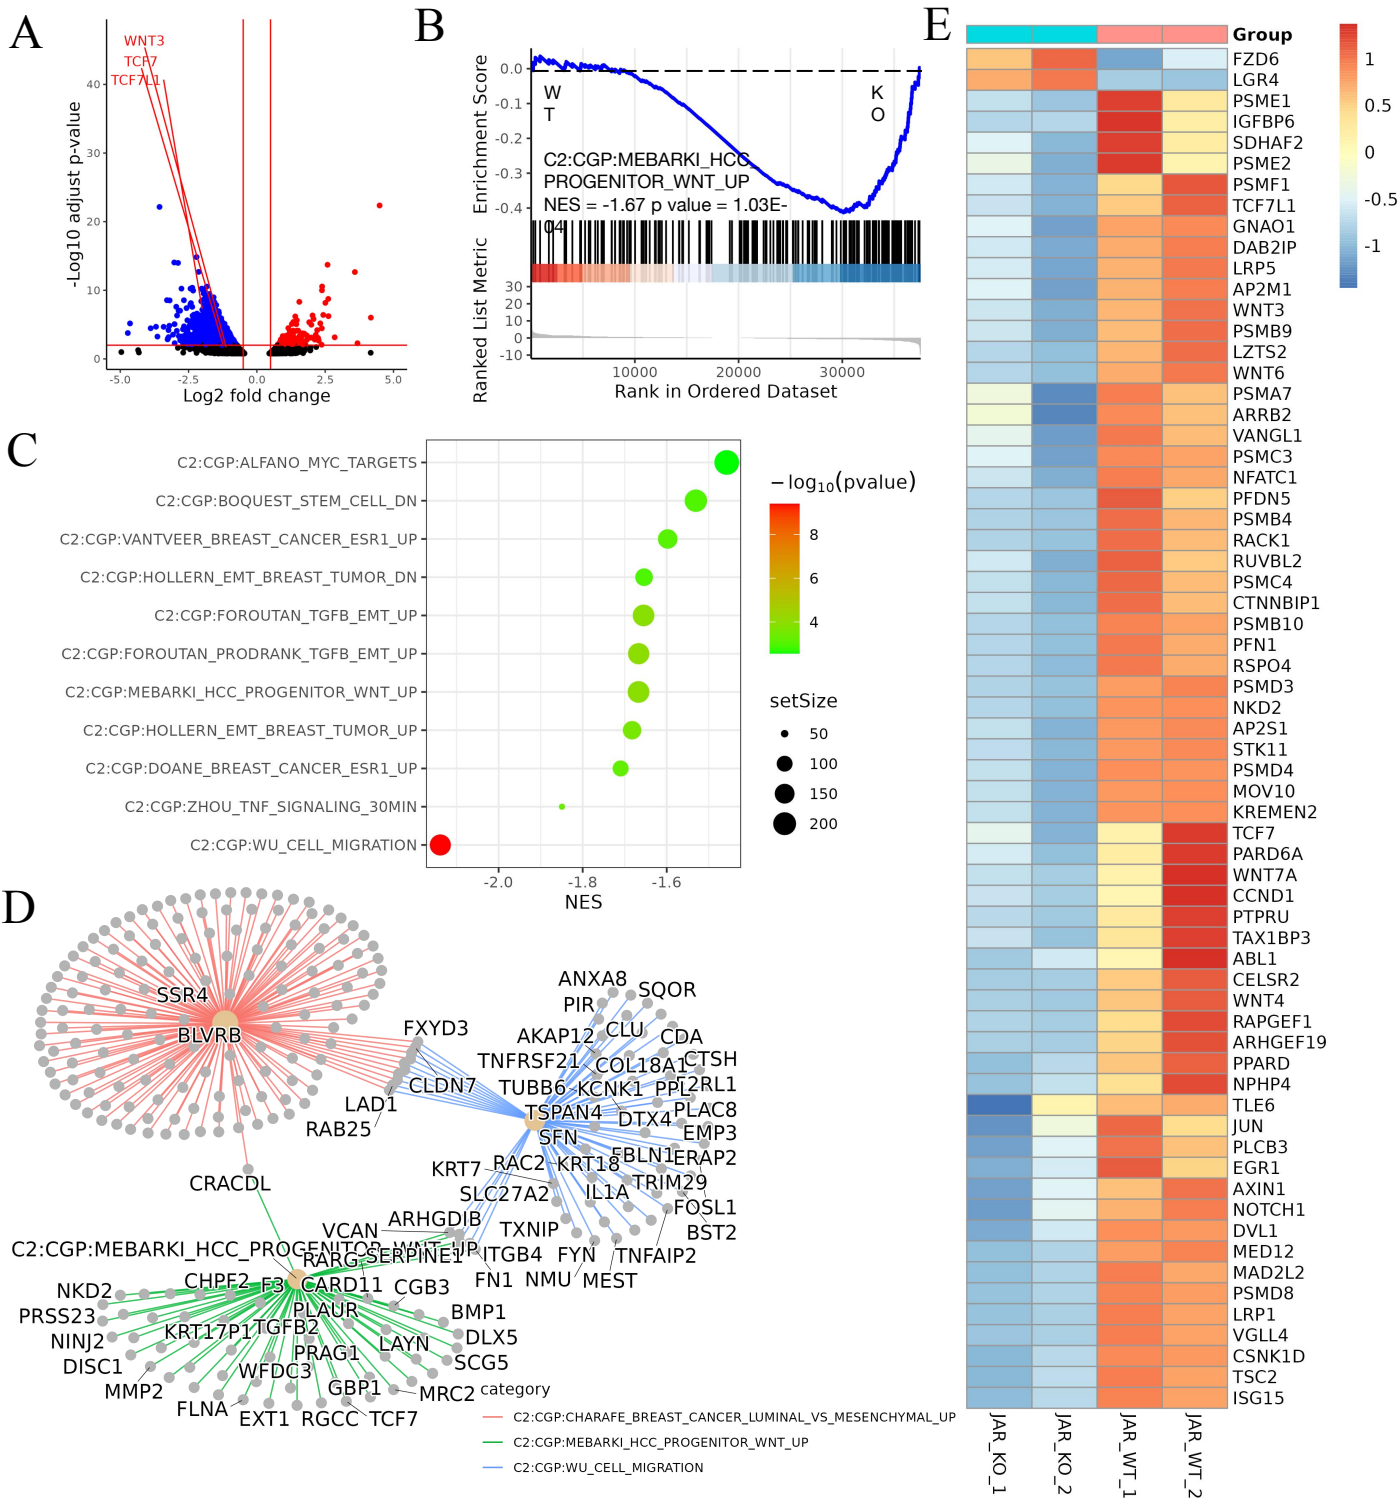 A
WNT3
TCF7
TCF7L1
-Log10 adjust p-value
40
30
20
10
0
-5.0
-2.5
0.0
2.5
5.0
Log2 fold change
B
Enrichment Score
0.0
-0.1
-0.2
-0.3
-0.4
W
T
K
O
C2:CGP:MEBARKI_HCC_
PROGENITOR_WNT_UP
NES = -1.67 p value = 1.03E-
04
Ranked List Metric
30
20
10
0
-10
10000
20000
30000
Rank in Ordered Dataset
C
C2:CGP:ALFANO_MYC_TARGETS
C2:CGP:BOQUEST_STEM_CELL_DN
C2:CGP:VANTVEER_BREAST_CANCER_ESR1_UP
C2:CGP:HOLLERN_EMT_BREAST_TUMOR_DN
C2:CGP:FOROUTAN_TGFB_EMT_UP
C2:CGP:FOROUTAN_PRODRANK_TGFB_EMT_UP
C2:CGP:MEBARKI_HCC_PROGENITOR_WNT_UP
C2:CGP:HOLLERN_EMT_BREAST_TUMOR_UP
C2:CGP:DOANE_BREAST_CANCER_ESR1_UP
C2:CGP:ZHOU_TNF_SIGNALING_30MIN
C2:CGP:WU_CELL_MIGRATION
-2.0
-1.8
-1.6
NES
−log10(pvalue)
8
6
4
setSize
50
100
150
200
D
SSR4
BLVRB
FXYD3
CLDN7
LAD1
RAB25
CRACDL
ANXA8
SQOR
PIR
AKAP12
CLU
CDA
TNFRSF21
COL18A1
CTSH
TUBB6
KCNK1
PPL
F2RL1
TSPAN4
DTX4
PLAC8
SFN
EMP3
RAC2
KRT18
FBLN1
ERAP2
KRT7
SLC27A2
IL1A
TRIM29
FOSL1
BST2
ARHGDIB
TXNIP
VCAN
C2:CGP:MEBARKI_HCC_PROGENITOR_WNT_UP
RARG
SERPINE1
ITGB4
FYN
TNFAIP2
FN1
NMU
MEST
CHPF2
F3
CARD11
CGB3
NKD2
PRSS23
PLAUR
BMP1
NINJ2
KRT17P1
TGFB2
LAYN
DLX5
DISC1
PRAG1
SCG5
WFDC3
MMP2
GBP1
MRC2
FLNA
EXT1
RGCC
TCF7
category
C2:CGP:CHARAFE_BREAST_CANCER_LUMINAL_VS_MESENCHYMAL_UP
C2:CGP:MEBARKI_HCC_PROGENITOR_WNT_UP
C2:CGP:WU_CELL_MIGRATION
E
Group
FZD6
LGR4
PSME1
IGFBP6
SDHAF2
PSME2
PSMF1
TCF7L1
GNAO1
DAB2IP
LRP5
AP2M1
WNT3
PSMB9
LZTS2
WNT6
PSMA7
ARRB2
VANGL1
PSMC3
NFATC1
PFDN5
PSMB4
RACK1
RUVBL2
PSMC4
CTNNBIP1
PSMB10
PFN1
RSPO4
PSMD3
NKD2
AP2S1
STK11
PSMD4
MOV10
KREMEN2
TCF7
PARD6A
WNT7A
CCND1
PTPRU
TAX1BP3
ABL1
CELSR2
WNT4
RAPGEF1
ARHGEF19
PPARD
NPHP4
TLE6
JUN
PLCB3
EGR1
AXIN1
NOTCH1
DVL1
MED12
MAD2L2
PSMD8
LRP1
VGLL4
CSNK1D
TSC2
ISG15
JAR_KO_1
JAR_KO_2
JAR_WT_1
JAR_WT_2
1
0.5
0
-0.5
-1